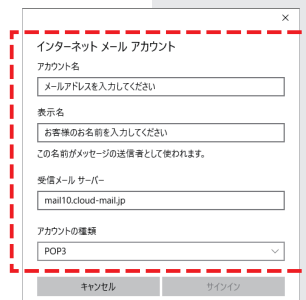 インターネット メール アカウント
アカウント名
メールアドレスを入力してください
表示名
お客様のお名前を入力してください
この名前がメッセージの送信者として使われます。
受信メール サーバー
mail10.cloud-mail.jp
アカウントの種類
POP3
キャンセル
サインイン